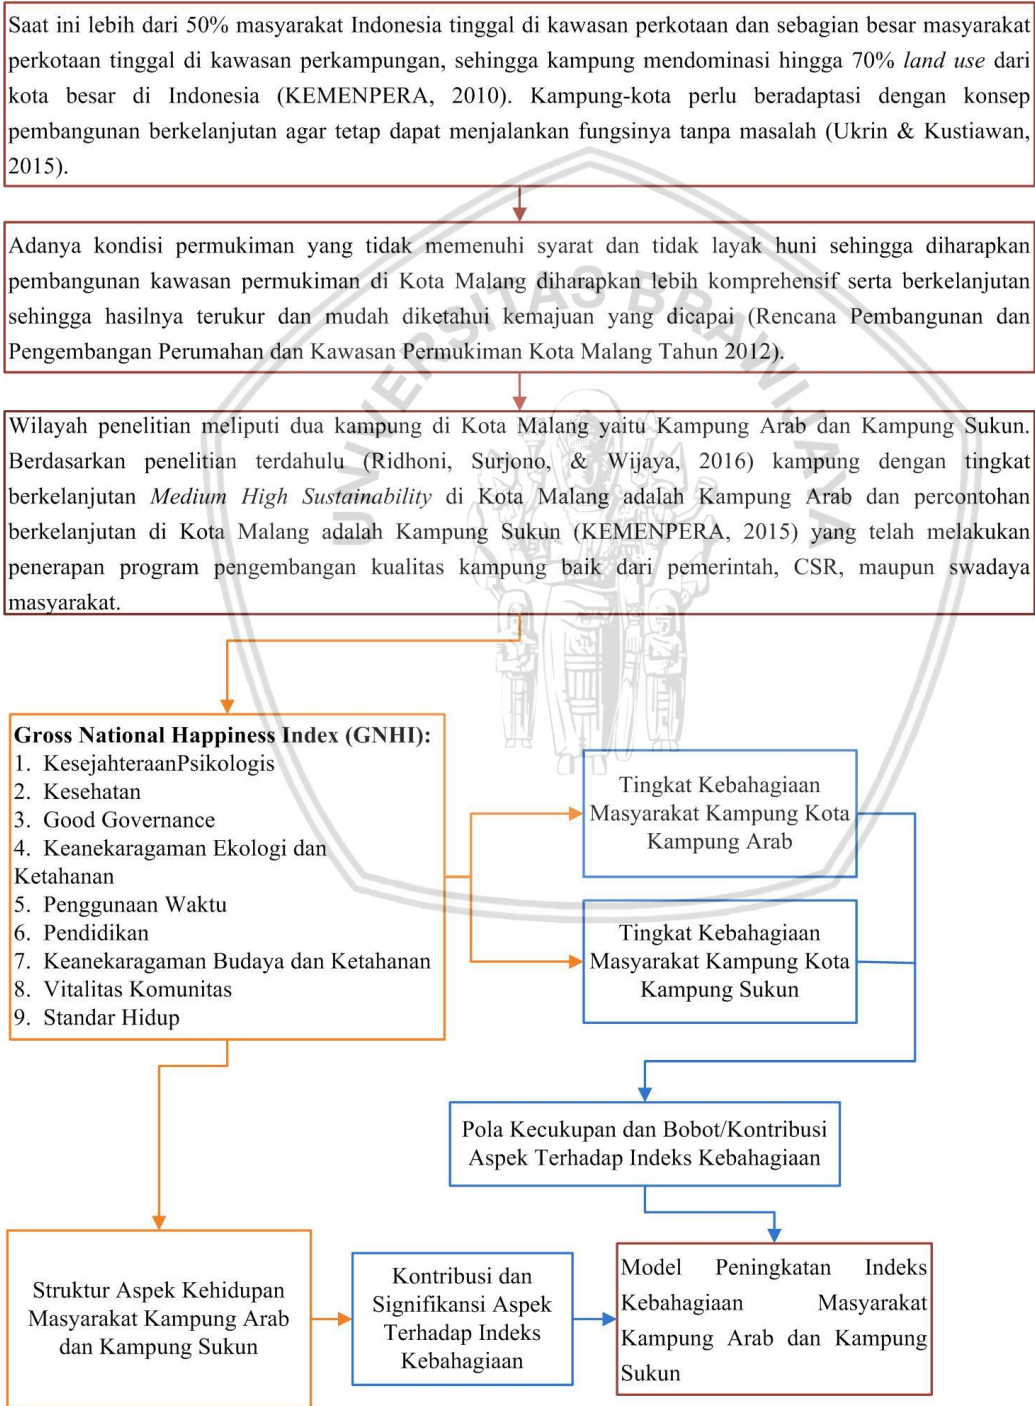 Saat ini lebih dari 50% masyarakat Indonesia tinggal di kawasan perkotaan dan sebagian besar masyarakat
perkotaan tinggal di kawasan perkampungan, sehingga kampung mendominasi hingga 70% land use dari
kota besar di Indonesia (KEMENPERA, 2010). Kampung-kota perlu beradaptasi dengan konsep
pembangunan berkelanjutan agar tetap dapat menjalankan fungsinya tanpa masalah (Ukrin & Kustiawan,
2015).
Adanya kondisi permukiman yang tidak memenuhi syarat dan tidak layak huni sehingga diharapkan
pembangunan kawasan permukiman di Kota Malang diharapkan lebih komprehensif serta berkelanjutan
sehingga hasilnya terukur dan mudah diketahui kemajuan yang dicapai (Rencana Pembangunan dan
Pengembangan Perumahan dan Kawasan Permukiman Kota Malang Tahun 2012).
Wilayah penelitian meliputi dua kampung di Kota Malang yaitu Kampung Arab dan Kampung Sukun.
Berdasarkan penelitian terdahulu (Ridhoni, Surjono, & Wijaya, 2016) kampung dengan tingkat
berkelanjutan Medium High Sustainability di Kota Malang adalah Kampung Arab dan percontohan
berkelanjutan di Kota Malang adalah Kampung Sukun (KEMENPERA, 2015) yang telah melakukan
penerapan program pengembangan kualitas kampung baik dari pemerintah, CSR, maupun swadaya
masyarakat.
UNIVERSITAS BRAWIJAYA
Gross National Happiness Index (GNHI):
1. KesejahteraanPsikologis
2. Kesehatan
3. Good Governance
4. Keanekaragaman Ekologi dan
Ketahanan
5. Penggunaan Waktu
6. Pendidikan
7. Keanekaragaman Budaya dan Ketahanan
8. Vitalitas Komunitas
9. Standar Hidup
Tingkat Kebahagiaan
Masyarakat Kampung Kota
Kampung Arab
Tingkat Kebahagiaan
Masyarakat Kampung Kota
Kampung Sukun
Pola Kecukupan dan Bobot/Kontribusi
Aspek Terhadap Indeks Kebahagiaan
Struktur Aspek Kehidupan
Masyarakat Kampung Arab
dan Kampung Sukun
Kontribusi dan
Signifikansi Aspek
Terhadap Indeks
Kebahagiaan
Model Peningkatan Indeks
Kebahagiaan Masyarakat
Kampung Arab dan Kampung
Sukun